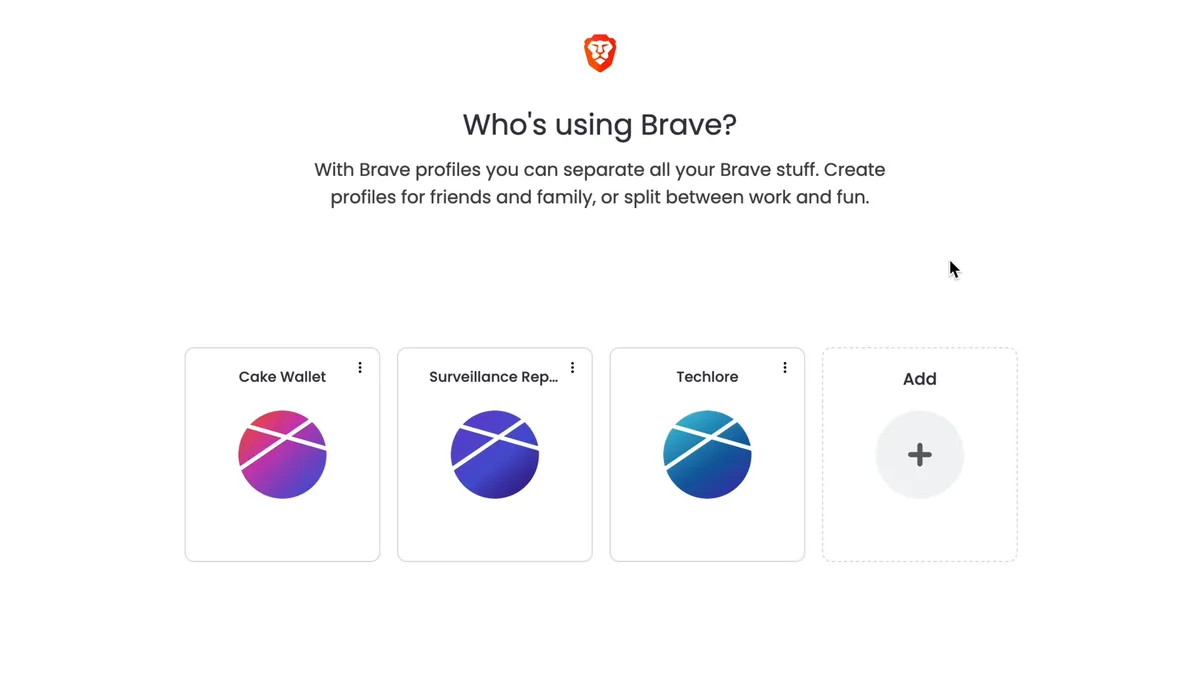 Who's using Brave?
With Brave profiles you can separate all your Brave stuff. Create
profiles for friends and family, or split between work and fun.
Cake Wallet
Surveillance Rep...
Techlore
Add